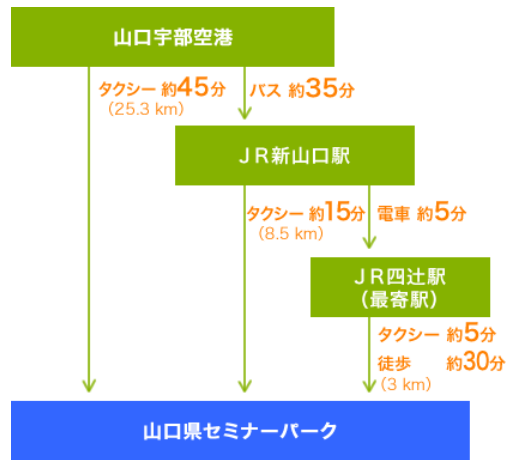 山口宇部空港
タクシー 約45分
(25.3 km)
バス 約35分
JR新山口駅
タクシー 約15分
(8.5 km)
電車 約5分
JR四辻駅
(最寄駅)
タクシー 約5分
徒歩 約30分
(3 km)
山口県セミナーパーク